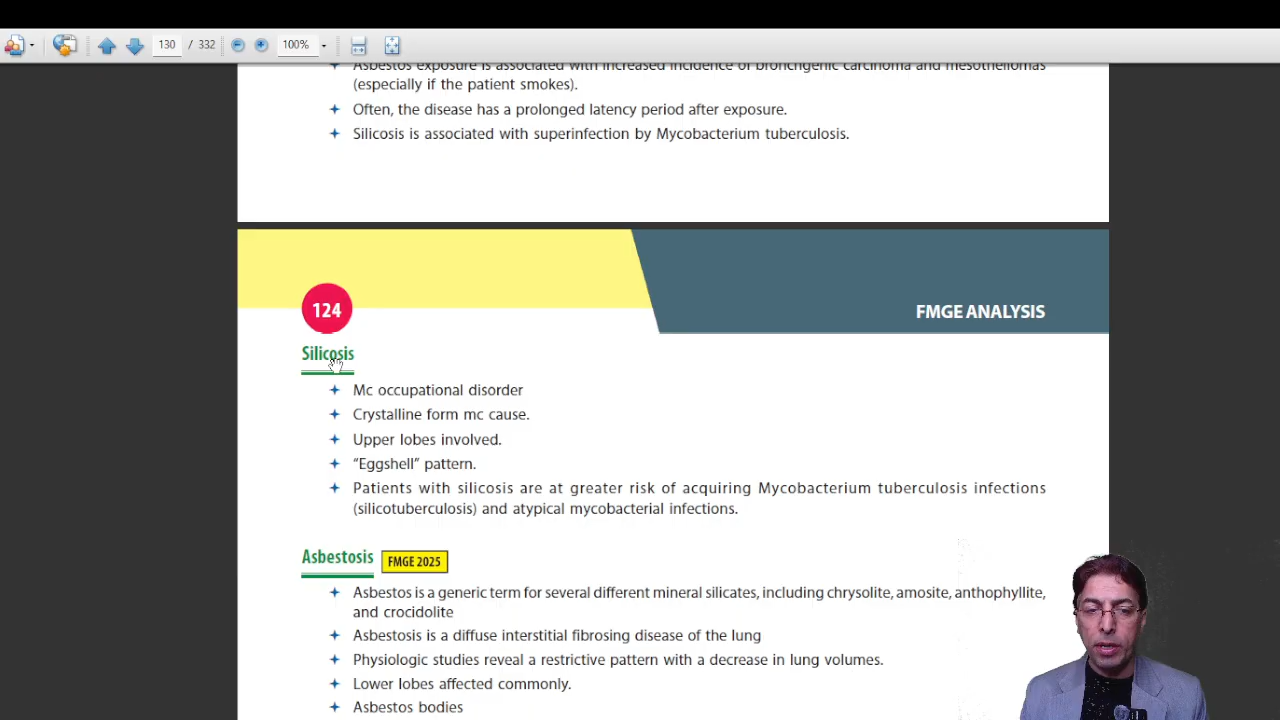 130 / 332 100%
Asbestos exposure is associated with increased incidence of bronchgenic carcinoma and mesotheliomas
(especially if the patient smokes).
Often, the disease has a prolonged latency period after exposure.
Silicosis is associated with superinfection by Mycobacterium tuberculosis.
124
FMGE ANALYSIS
Silicosis
Mc occupational disorder
Crystalline form mc cause.
Upper lobes involved.
“Eggshell” pattern.
Patients with silicosis are at greater risk of acquiring Mycobacterium tuberculosis infections
(silicotuberculosis) and atypical mycobacterial infections.
Asbestosis FMGE 2025
Asbestos is a generic term for several different mineral silicates, including chrysolite, amosite, anthophyllite,
and crocidolite
Asbestosis is a diffuse interstitial fibrosing disease of the lung
Physiologic studies reveal a restrictive pattern with a decrease in lung volumes.
Lower lobes affected commonly.
Asbestos bodies